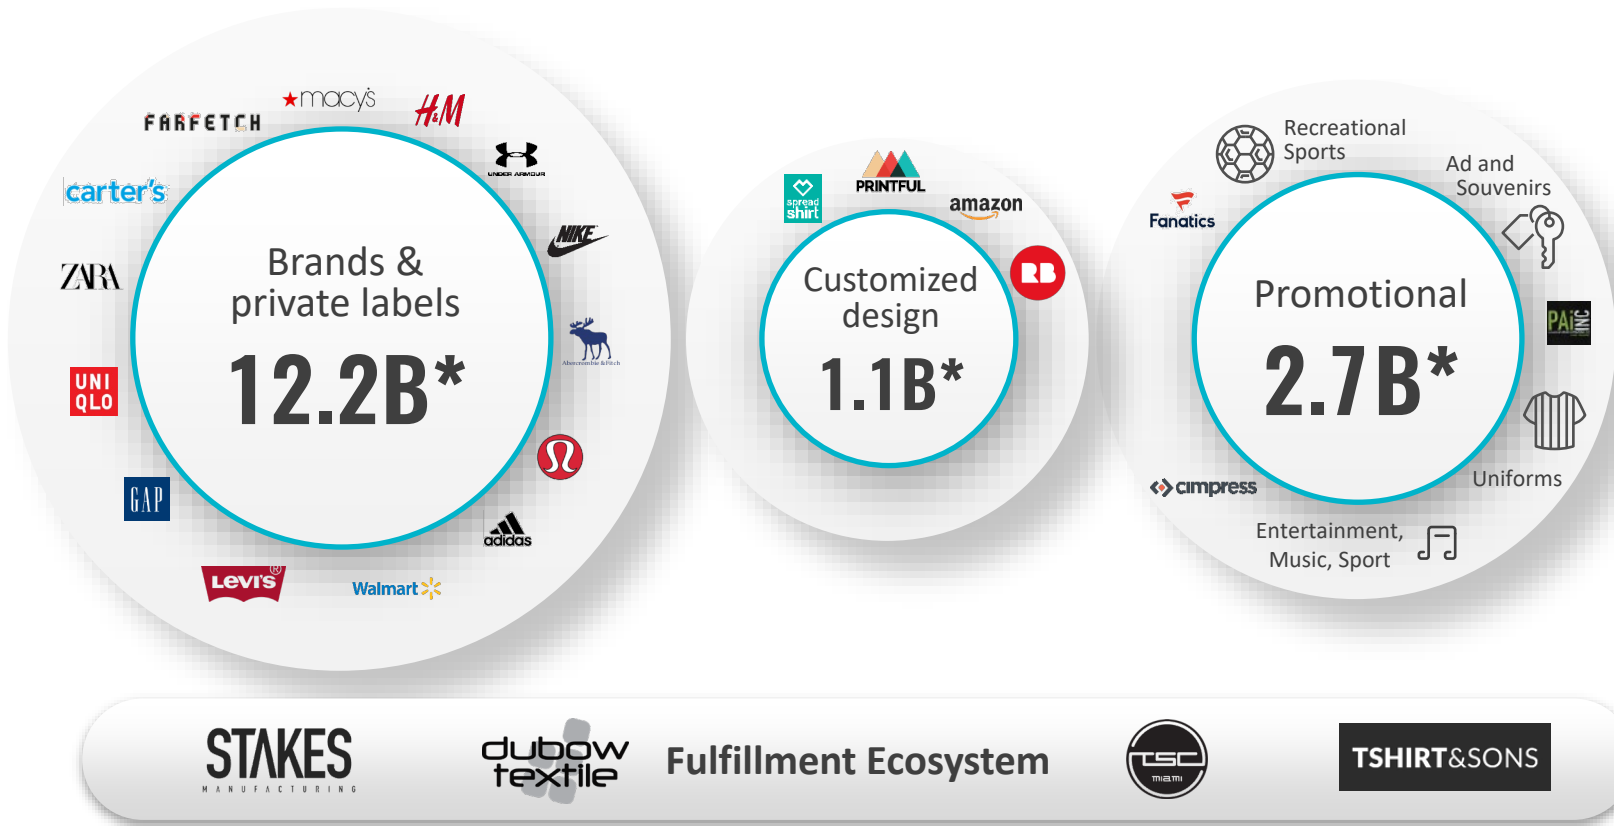 ★macy's
H&M
FARFETCH
UNDER ARMOUR
carter's
NIKE
ZARA
Brands &
private labels
12.2B*
Abercrombie & Fitch
UNI
QLO
GAP
adidas
LEVI'S®
Walmart
PRINTFUL
spread
shirt
amazon
RB
Customized
design
1.1B*
Recreational
Sports
Ad and
Souvenirs
Fanatics
Promotional
2.7B*
PAi INC
Uniforms
cimpress
Entertainment,
Music, Sport
STAKES
MANUFACTURING
dubow
textile
Fulfillment Ecosystem
TSC
miami
TSHIRT&SONS